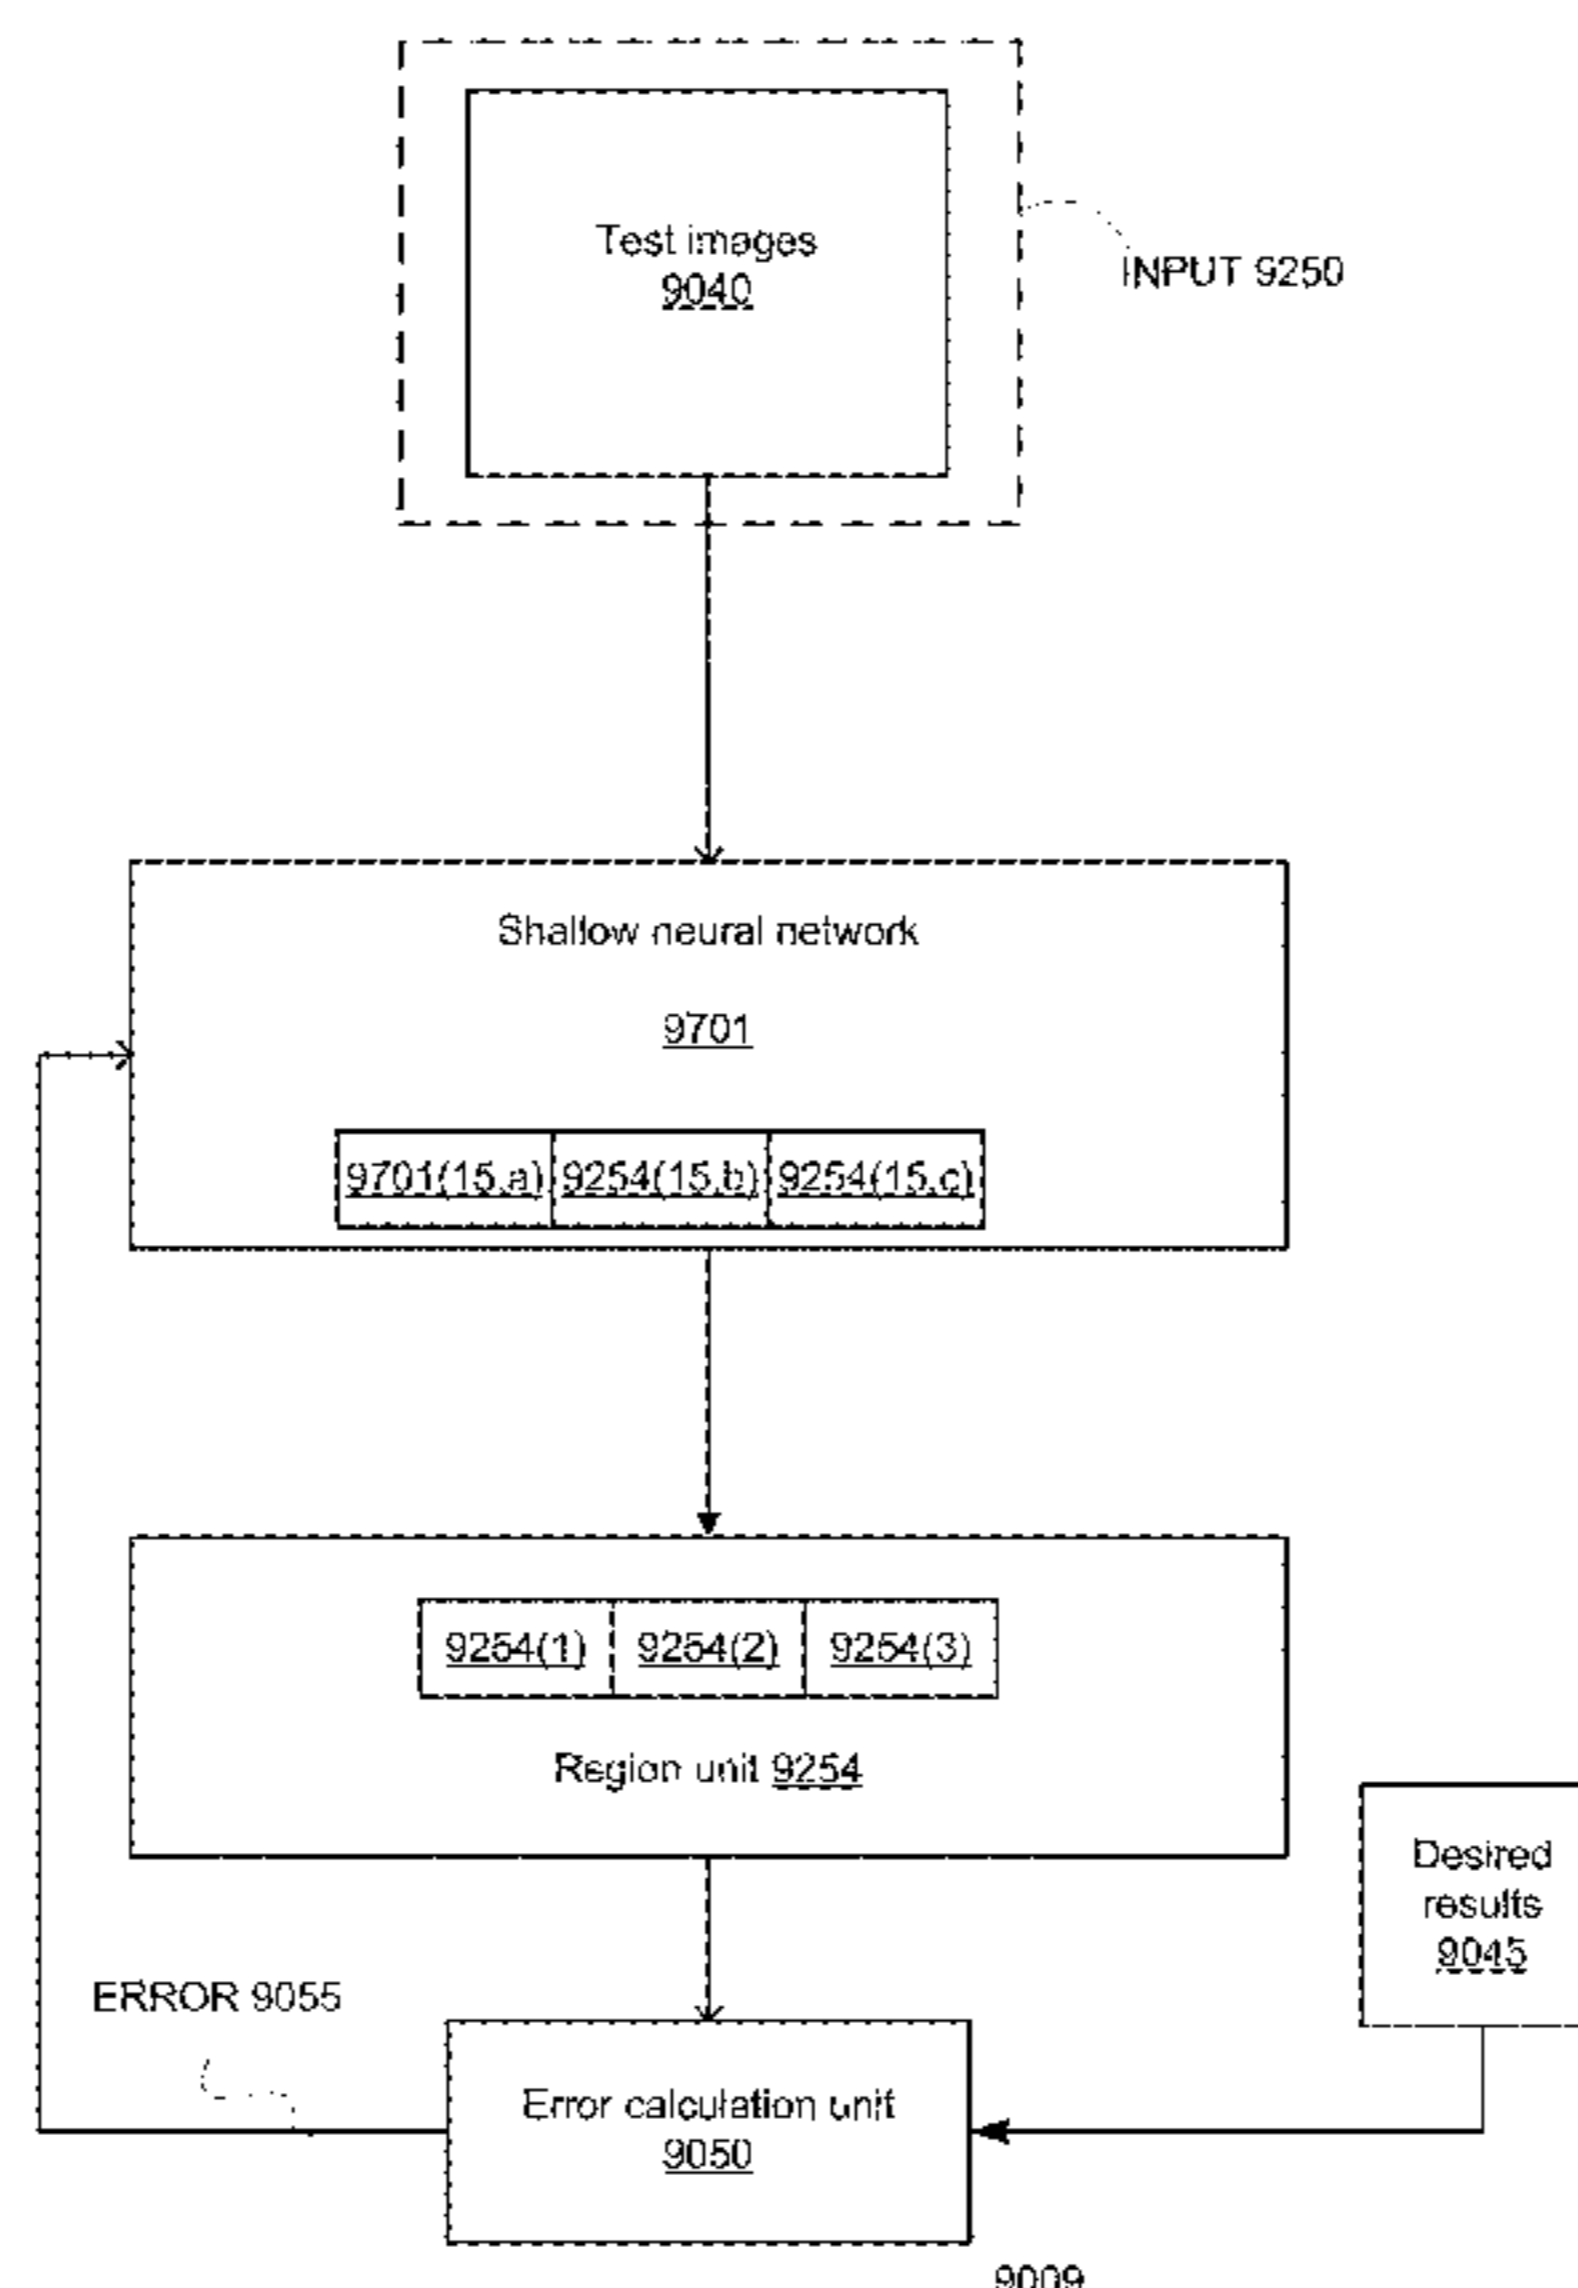 Test images
9040
INPUT 9250
Shallow neural network
9701
9701(15,a) 9254(15,b) 9254(15,c)
9254(1) 9254(2) 9254(3)
Region unit 9254
Desired
results
9045
ERROR 9055
Error calculation unit
9050
9009